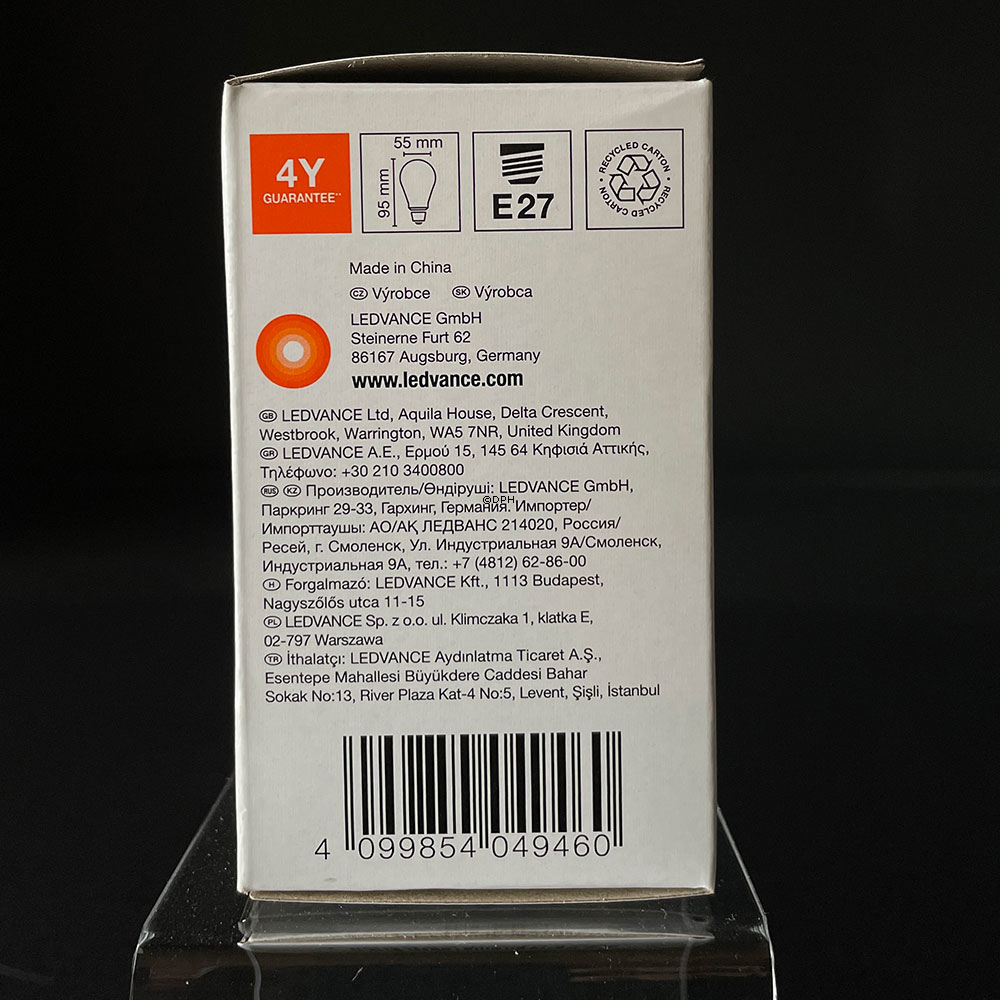 4Y
GUARANTEE**
55 mm
95 mm
E27
RECYCLED CARTON • RECYCLED CARTON •
Made in China
CZ Výrobce SK Výrobca
LEDVANCE GmbH
Steinerne Furt 62
86167 Augsburg, Germany
www.ledvance.com
GB LEDVANCE Ltd, Aquila House, Delta Crescent,
Westbrook, Warrington, WA5 7NR, United Kingdom
GR LEDVANCE A.E., Ερμού 15, 145 64 Κηφισιά Αττικής,
Τηλέφωνο: +30 210 3400800
RUS KZ Производитель/Өндіруші: LEDVANCE GmbH,
Паркринг 29-33, Гархинг, Германия. Импортер/
Импорттаушы: АО/АҚ ЛЕДВАНС 214020, Россия/
Ресей, г. Смоленск, Ул. Индустриальная 9А/Смоленск,
Индустриальная 9А, тел.: +7 (4812) 62-86-00
H Forgalmazó: LEDVANCE Kft., 1113 Budapest,
Nagyszőlős utca 11-15
PL LEDVANCE Sp. z o.o. ul. Klimczaka 1, klatka E,
02-797 Warszawa
TR İthalatçı: LEDVANCE Aydınlatma Ticaret A.Ş.,
Esentepe Mahallesi Büyükdere Caddesi Bahar
Sokak No:13, River Plaza Kat-4 No:5, Levent, Şişli, İstanbul
4 099854 049460
©DPH